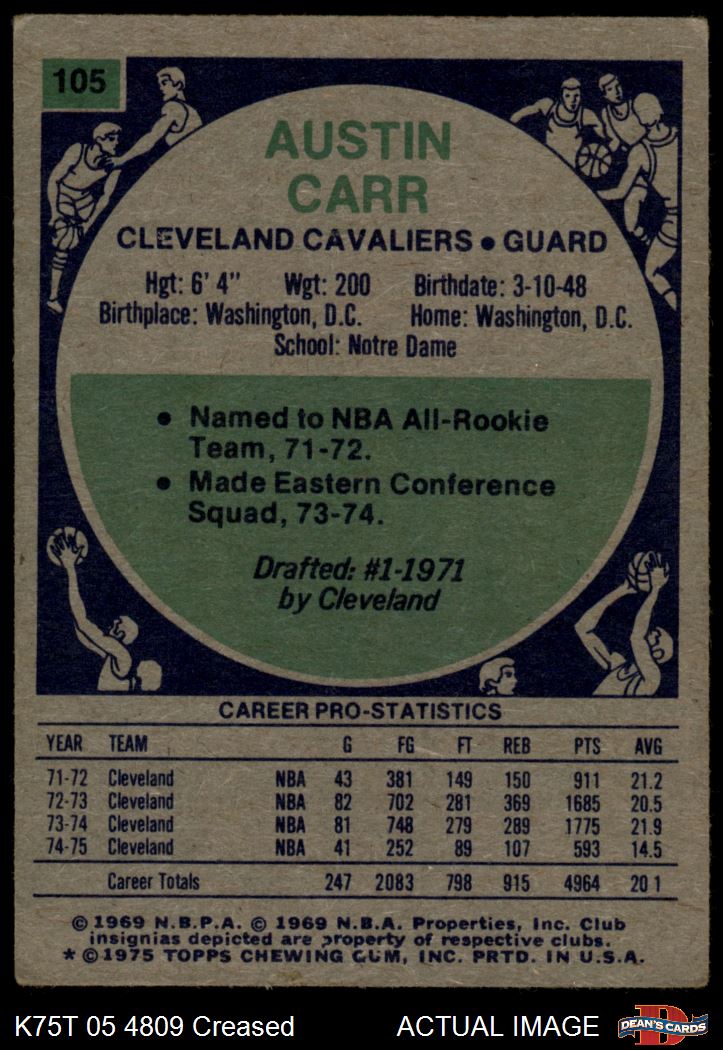 105
AUSTIN
CARR
CLEVELAND CAVALIERS • GUARD
Hgt: 6' 4" Wgt: 200 Birthdate: 3-10-48
Birthplace: Washington, D.C. Home: Washington, D.C.
School: Notre Dame
• Named to NBA All-Rookie
Team, 71-72.
• Made Eastern Conference
Squad, 73-74.
Drafted: #1-1971
by Cleveland
CAREER PRO-STATISTICS
YEAR TEAM G FG FT REB PTS AVG
71-72 Cleveland NBA 43 381 149 150 911 21.2
72-73 Cleveland NBA 82 702 281 369 1685 20.5
73-74 Cleveland NBA 81 748 279 289 1775 21.9
74-75 Cleveland NBA 41 252 89 107 593 14.5
Career Totals 247 2083 798 915 4964 20 1
© 1969 N.B.P.A. © 1969 N.B.A. Properties, Inc. Club
insignias depicted are property of respective clubs.
* © 1975 TOPPS CHEWING GUM, INC. PRTD. IN U.S.A.
K75T 05 4809 Creased ACTUAL IMAGE
D
DEAN'S CARDS